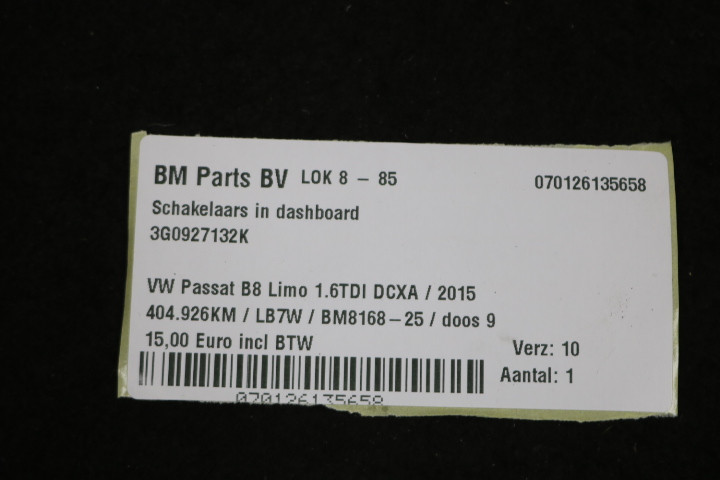 BM Parts BV LOK 8 – 85 070126135658
Schakelaars in dashboard
3G0927132K
VW Passat B8 Limo 1.6TDI DCXA / 2015
404.926KM / LB7W / BM8168–25 / doos 9
15,00 Euro incl BTW Verz: 10
Aantal: 1
070126135658